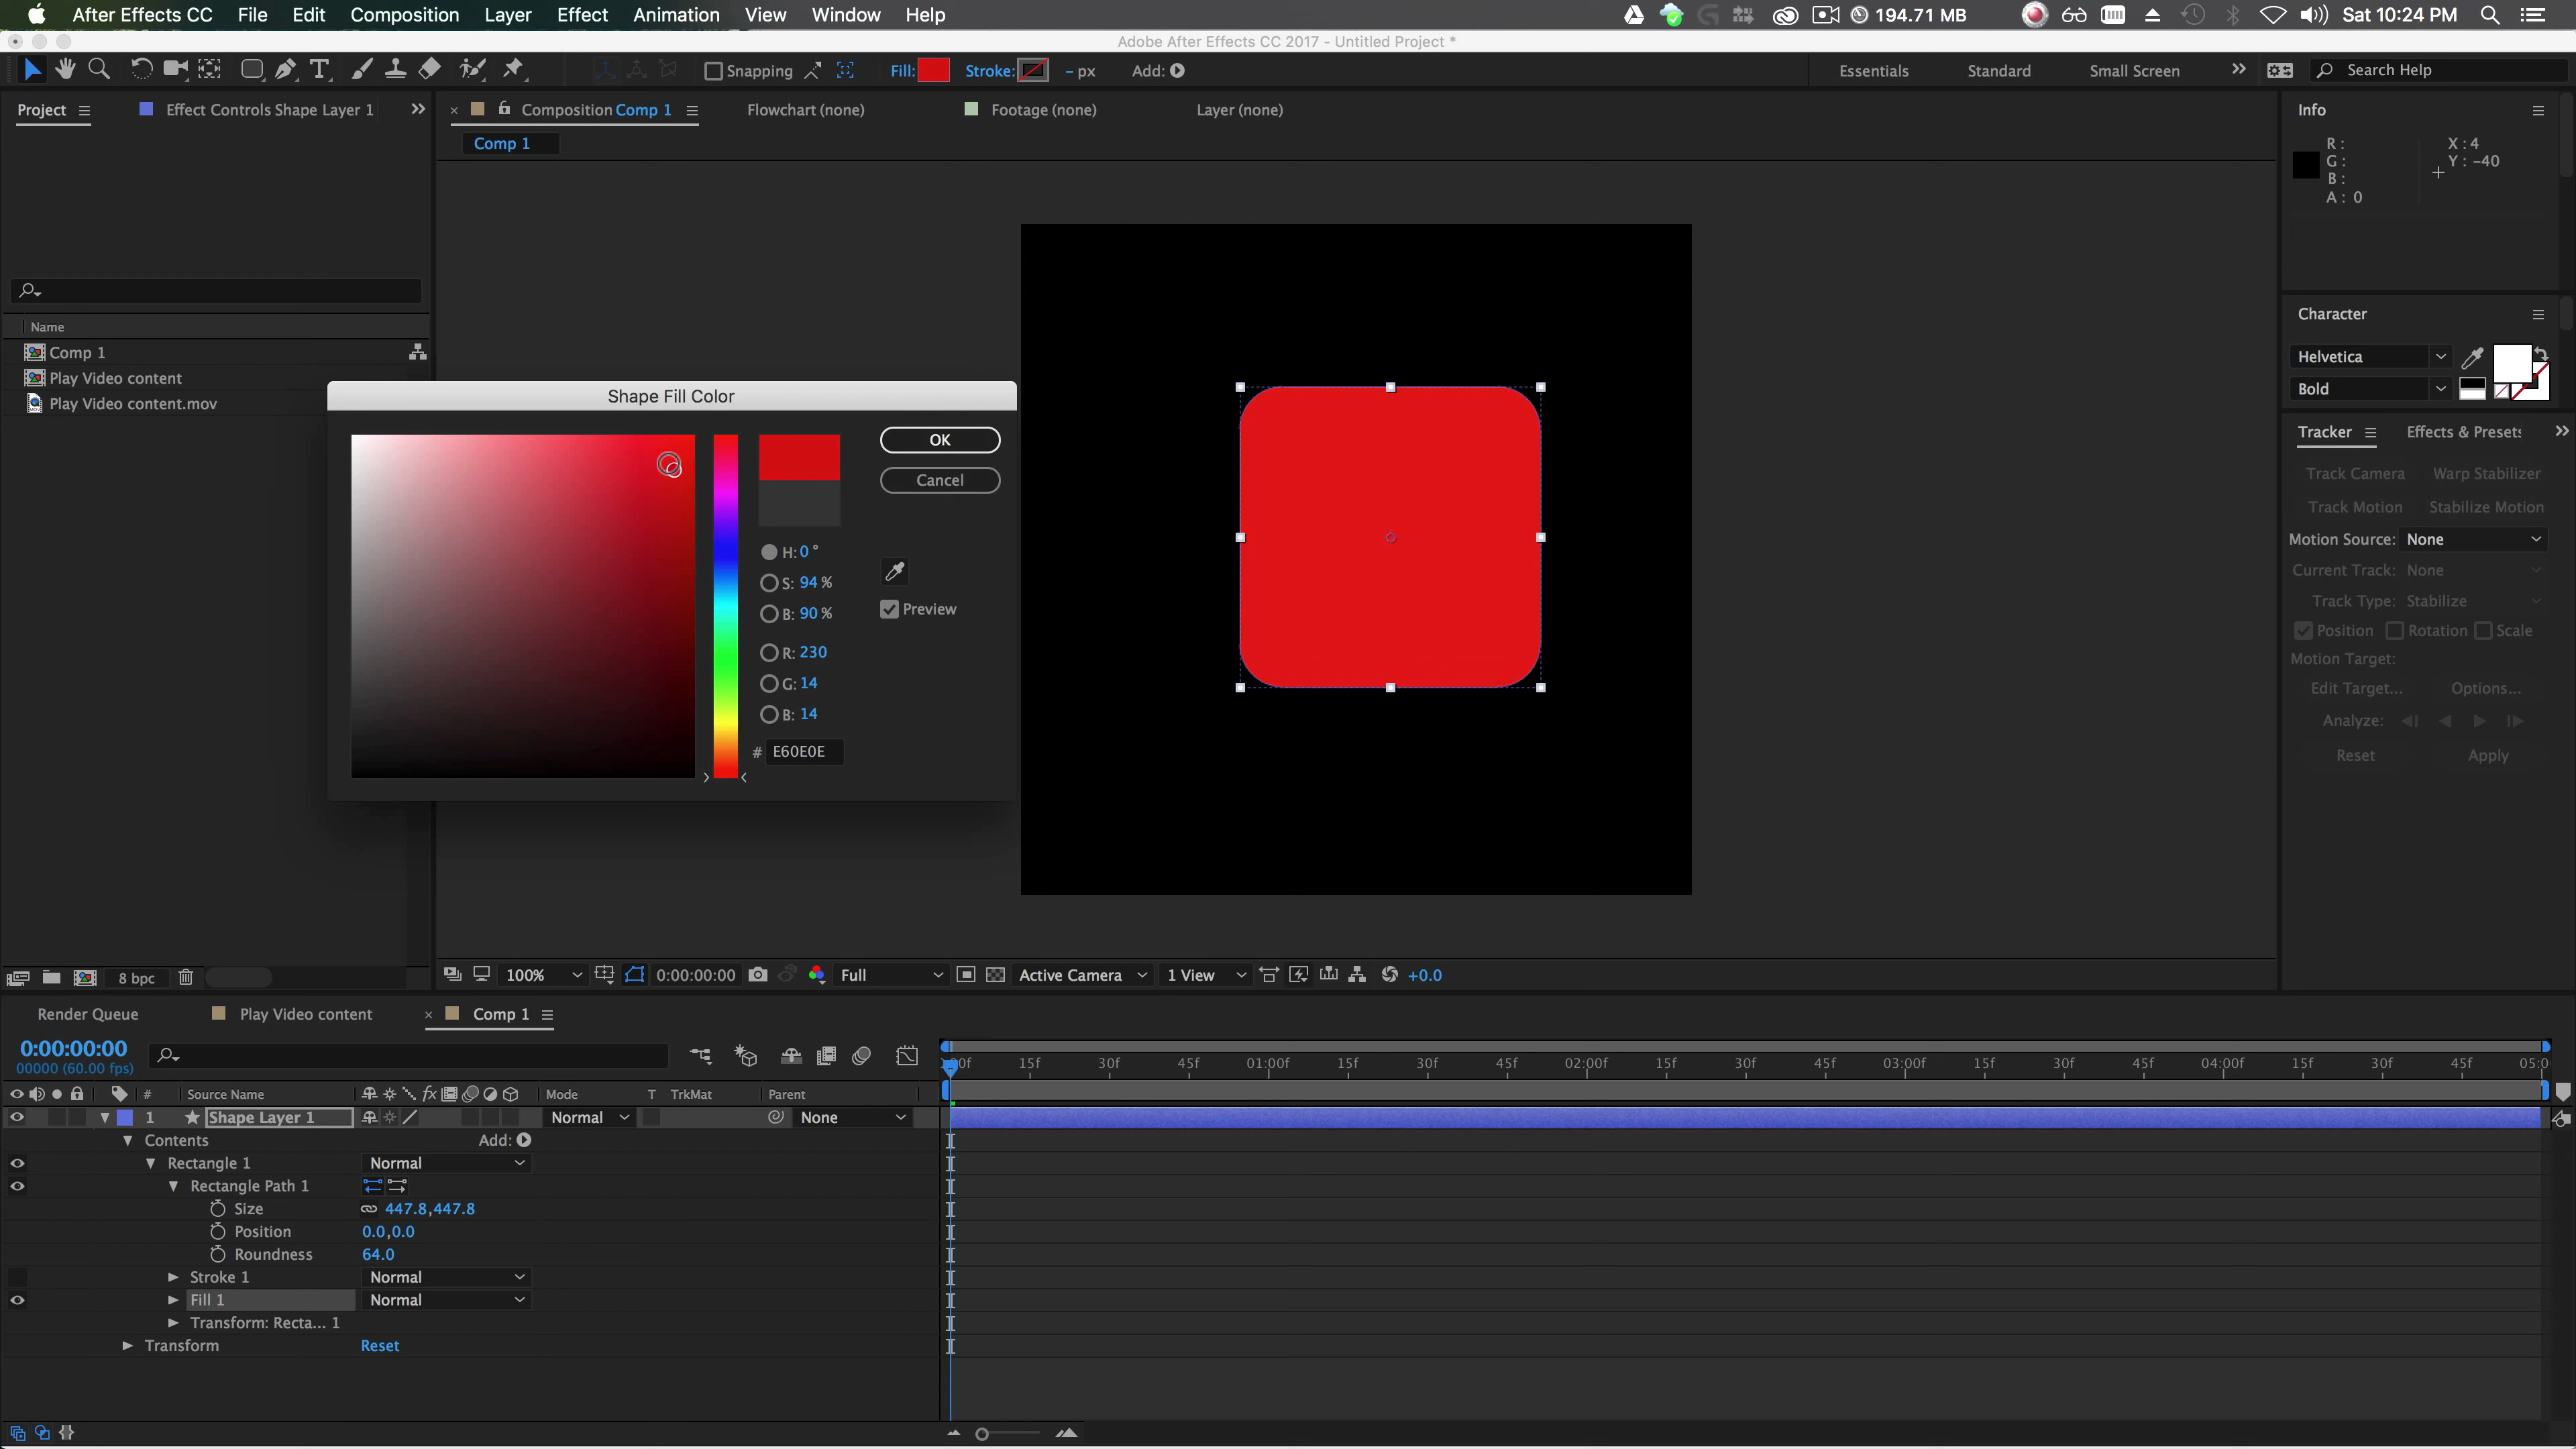 After Effects CC File Edit Composition Layer Effect Animation View Window Help 194.71 MB Sat 10:24 PM
Adobe After Effects CC 2017 - Untitled Project *
Snapping Fill: Stroke: - px Add: Essentials Standard Small Screen Search Help
Project Effect Controls Shape Layer 1 Composition Comp 1 Flowchart (none) Footage (none) Layer (none) Info
Comp 1
R: X : 4
G: Y : -40
B:
A: 0
Name
Comp 1
Play Video content
Play Video content.mov
Shape Fill Color
OK
Cancel
H: 0 °
S: 94 %
B: 90 %
Preview
R: 230
G: 14
B: 14
# E60E0E
Character
Helvetica
Bold
Tracker Effects & Presets
Track Camera Warp Stabilizer
Track Motion Stabilize Motion
Motion Source: None
Current Track: None
Track Type: Stabilize
Position Rotation Scale
Motion Target:
Edit Target... Options...
Analyze:
Reset Apply
8 bpc 100% 0:00:00:00 Full Active Camera 1 View +0.0
Render Queue Play Video content Comp 1
0:00:00:00
00000 (60.00 fps)
15f 30f 45f 01:00f 15f 30f 45f 02:00f 15f 30f 45f 03:00f 15f 30f 45f 04:00f 15f 30f 45f
# Source Name Mode T TrkMat Parent
1 Shape Layer 1 Normal None
Contents Add:
Rectangle 1 Normal
Rectangle Path 1
Size 447.8,447.8
Position 0.0,0.0
Roundness 64.0
Stroke 1 Normal
Fill 1 Normal
Transform: Recta... 1
Transform Reset